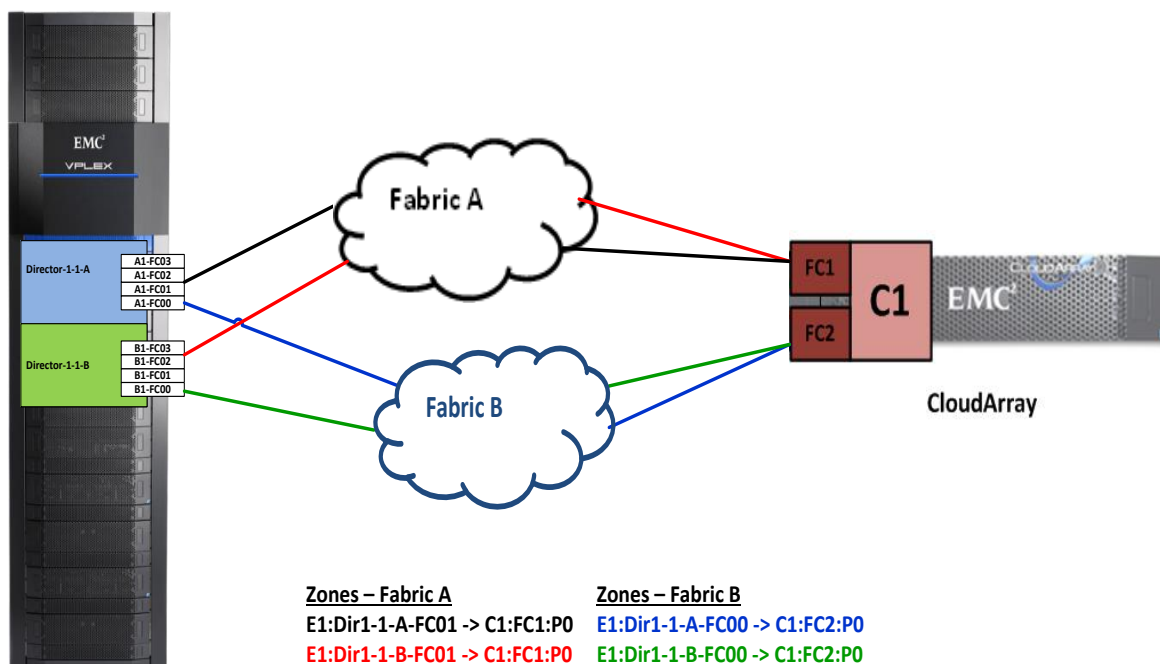 EMC²
VPLEX
Director-1-1-A
A1-FC03
A1-FC02
A1-FC01
A1-FC00
Director-1-1-B
B1-FC03
B1-FC02
B1-FC01
B1-FC00
Fabric A
Fabric B
FC1
FC2
C1
EMC²
CLOUDARRAY
CloudArray
Zones – Fabric A
E1:Dir1-1-A-FC01 -> C1:FC1:P0
E1:Dir1-1-B-FC01 -> C1:FC1:P0
Zones – Fabric B
E1:Dir1-1-A-FC00 -> C1:FC2:P0
E1:Dir1-1-B-FC00 -> C1:FC2:P0